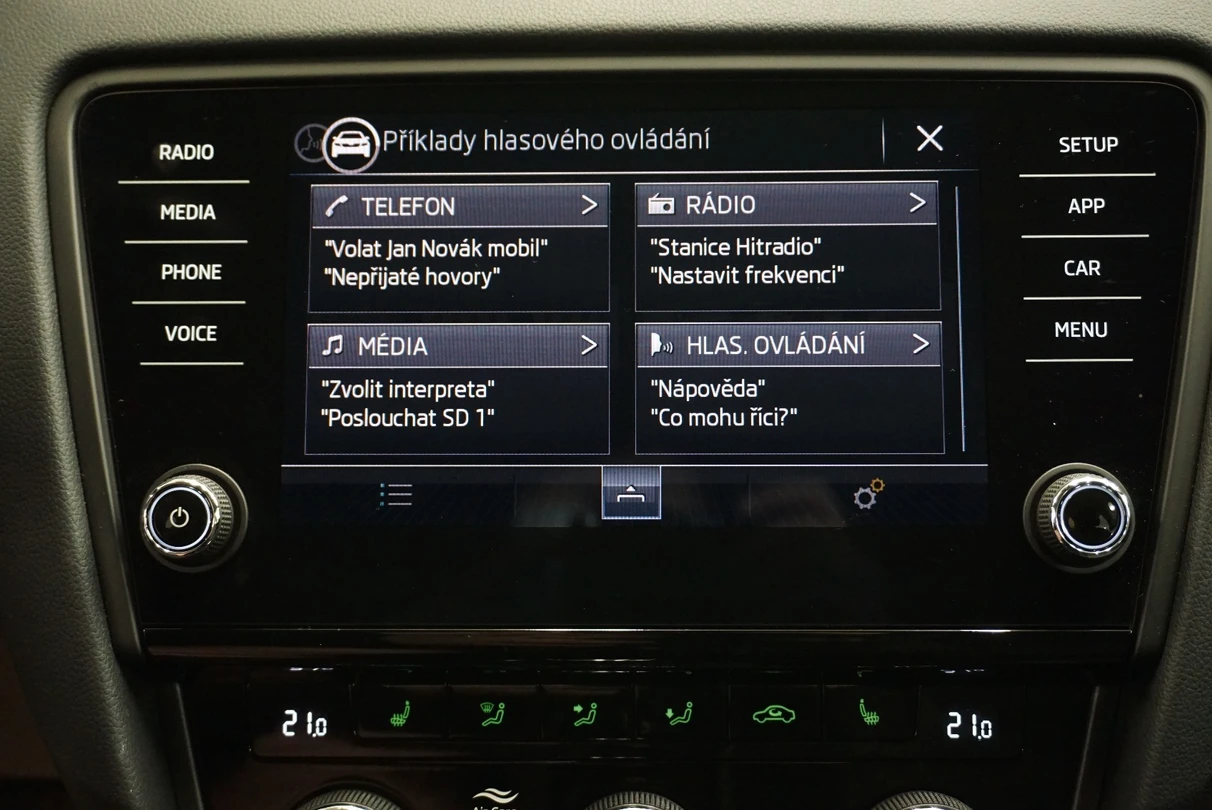 RADIO
MEDIA
PHONE
VOICE
Příklady hlasového ovládání
TELEFON
"Volat Jan Novák mobil"
"Nepřijaté hovory"
RÁDIO
"Stanice Hitradio"
"Nastavit frekvenci"
MÉDIA
"Zvolit interpreta"
"Poslouchat SD 1"
HLAS. OVLÁDÁNÍ
"Nápověda"
"Co mohu říci?"
SETUP
APP
CAR
MENU
21.0
21.0